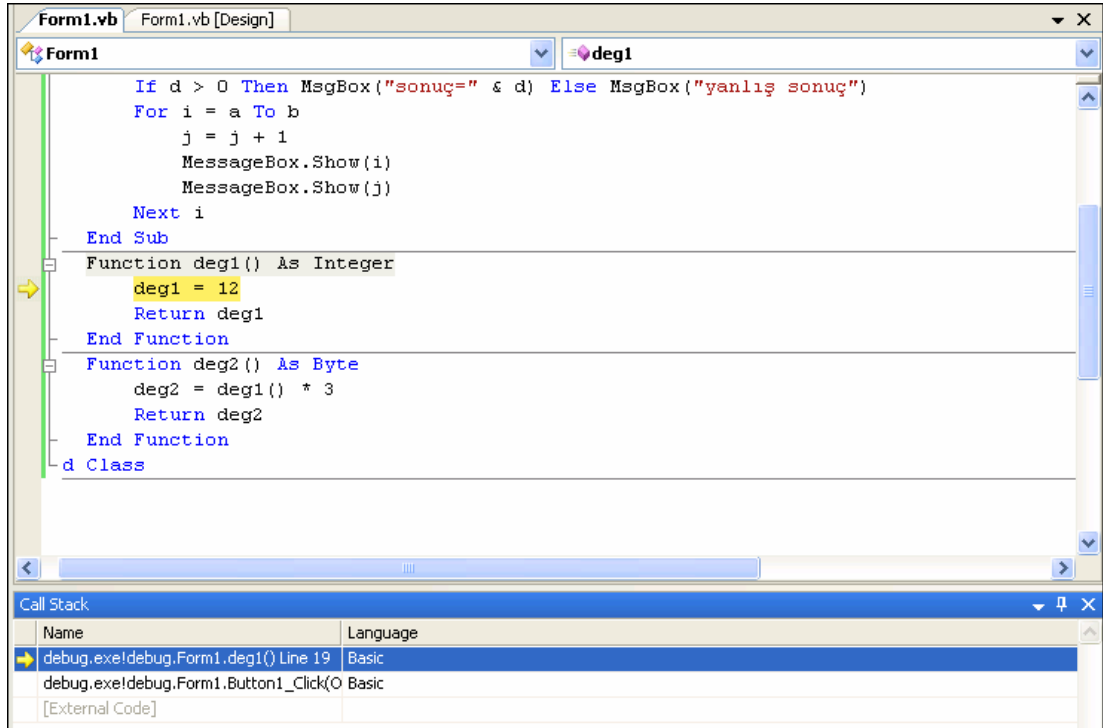 Form1.vb Form1.vb [Design]
Form1 deg1
If d > 0 Then MsgBox("sonuç=" & d) Else MsgBox("yanlış sonuç")
For i = a To b
j = j + 1
MessageBox.Show(i)
MessageBox.Show(j)
Next i
End Sub
Function deg1() As Integer
deg1 = 12
Return deg1
End Function
Function deg2() As Byte
deg2 = deg1() * 3
Return deg2
End Function
d Class
Call Stack
Name Language
debug.exe!debug.Form1.deg1() Line 19 Basic
debug.exe!debug.Form1.Button1_Click(O Basic
[External Code]